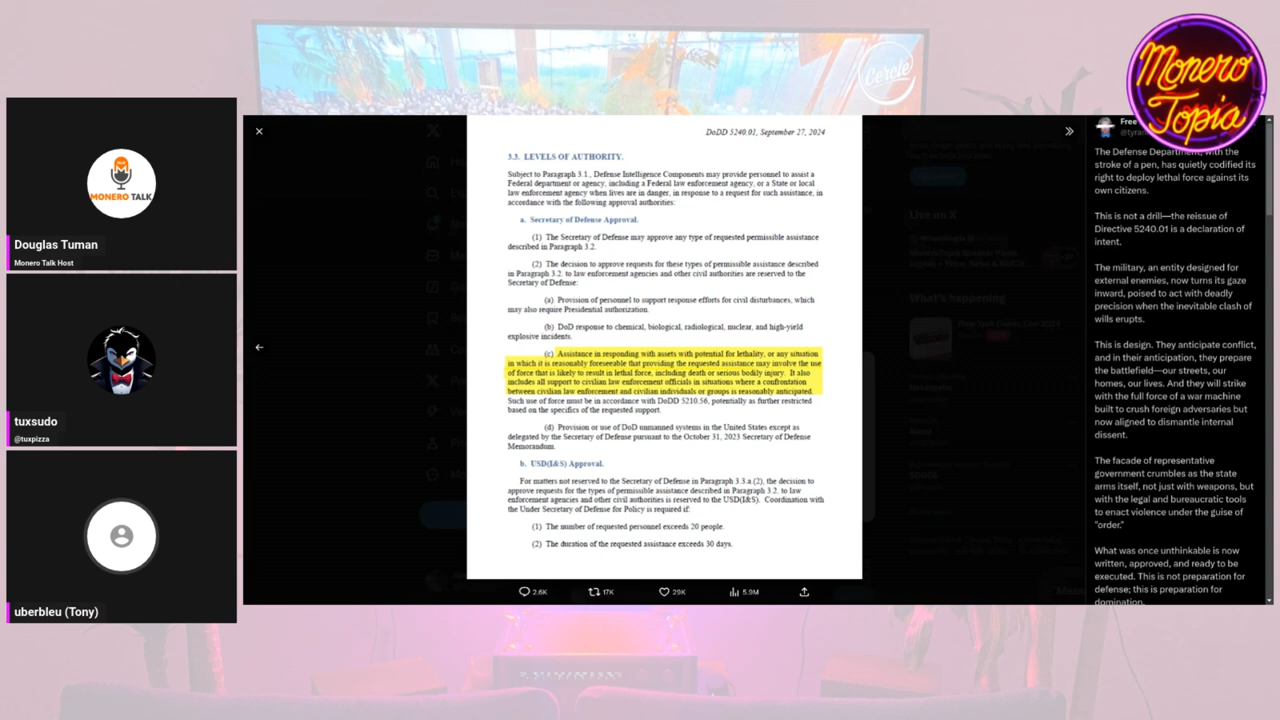 Cercle
Monero
Topia
MONERO TALK
Douglas Tuman
Monero Talk Host
tuxsudo
@tuxpizza
uberbleu (Tony)
DoDD 5240.01, September 27, 2024
3.3. LEVELS OF AUTHORITY.
Subject to Paragraph 3.1., Defense Intelligence Components may provide personnel to assist a
Federal department or agency, including a Federal law enforcement agency, or a State or local
law enforcement agency when lives are in danger, in response to a request for such assistance, in
accordance with the following approval authorities:
a. Secretary of Defense Approval.
(1) The Secretary of Defense may approve any type of requested permissible assistance
described in Paragraph 3.2.
(2) The decision to approve requests for these types of permissible assistance described
in Paragraph 3.2. to law enforcement agencies and other civil authorities are reserved to the
Secretary of Defense:
(a) Provision of personnel to support response efforts for civil disturbances, which
may also require Presidential authorization.
(b) DoD response to chemical, biological, radiological, nuclear, and high-yield
explosive incidents.
(c) Assistance in responding with assets with potential for lethality, or any situation
in which it is reasonably foreseeable that providing the requested assistance may involve the use
of force that is likely to result in lethal force, including death or serious bodily injury. It also
includes all support to civilian law enforcement officials in situations where a confrontation
between civilian law enforcement and civilian individuals or groups is reasonably anticipated.
Such use of force must be in accordance with DoDD 5210.56, potentially as further restricted
based on the specifics of the requested support.
(d) Provision or use of DoD unmanned systems in the United States except as
delegated by the Secretary of Defense pursuant to the October 31, 2023 Secretary of Defense
Memorandum.
b. USD(I&S) Approval.
For matters not reserved to the Secretary of Defense in Paragraph 3.3.a.(2), the decision to
approve requests for the types of permissible assistance described in Paragraph 3.2. to law
enforcement agencies and other civil authorities is reserved to the USD(I&S). Coordination with
the Under Secretary of Defense for Policy is required if:
(1) The number of requested personnel exceeds 20 people.
(2) The duration of the requested assistance exceeds 30 days.
2.6K 17K 29K 5.9M
Live on X
What's happening
Free
@tyran
The Defense Department, with the
stroke of a pen, has quietly codified its
right to deploy lethal force against its
own citizens.
This is not a drill—the reissue of
Directive 5240.01 is a declaration of
intent.
The military, an entity designed for
external enemies, now turns its gaze
inward, poised to act with deadly
precision when the inevitable clash of
wills erupts.
This is design. They anticipate conflict,
and in their anticipation, they prepare
the battlefield—our streets, our
homes, our lives. And they will strike
with the full force of a war machine
built to crush foreign adversaries but
now aligned to dismantle internal
dissent.
The facade of representative
government crumbles as the state
arms itself, not just with weapons, but
with the legal and bureaucratic tools
to enact violence under the guise of
"order."
What was once unthinkable is now
written, approved, and ready to be
executed. This is not preparation for
defense; this is preparation for
domination.